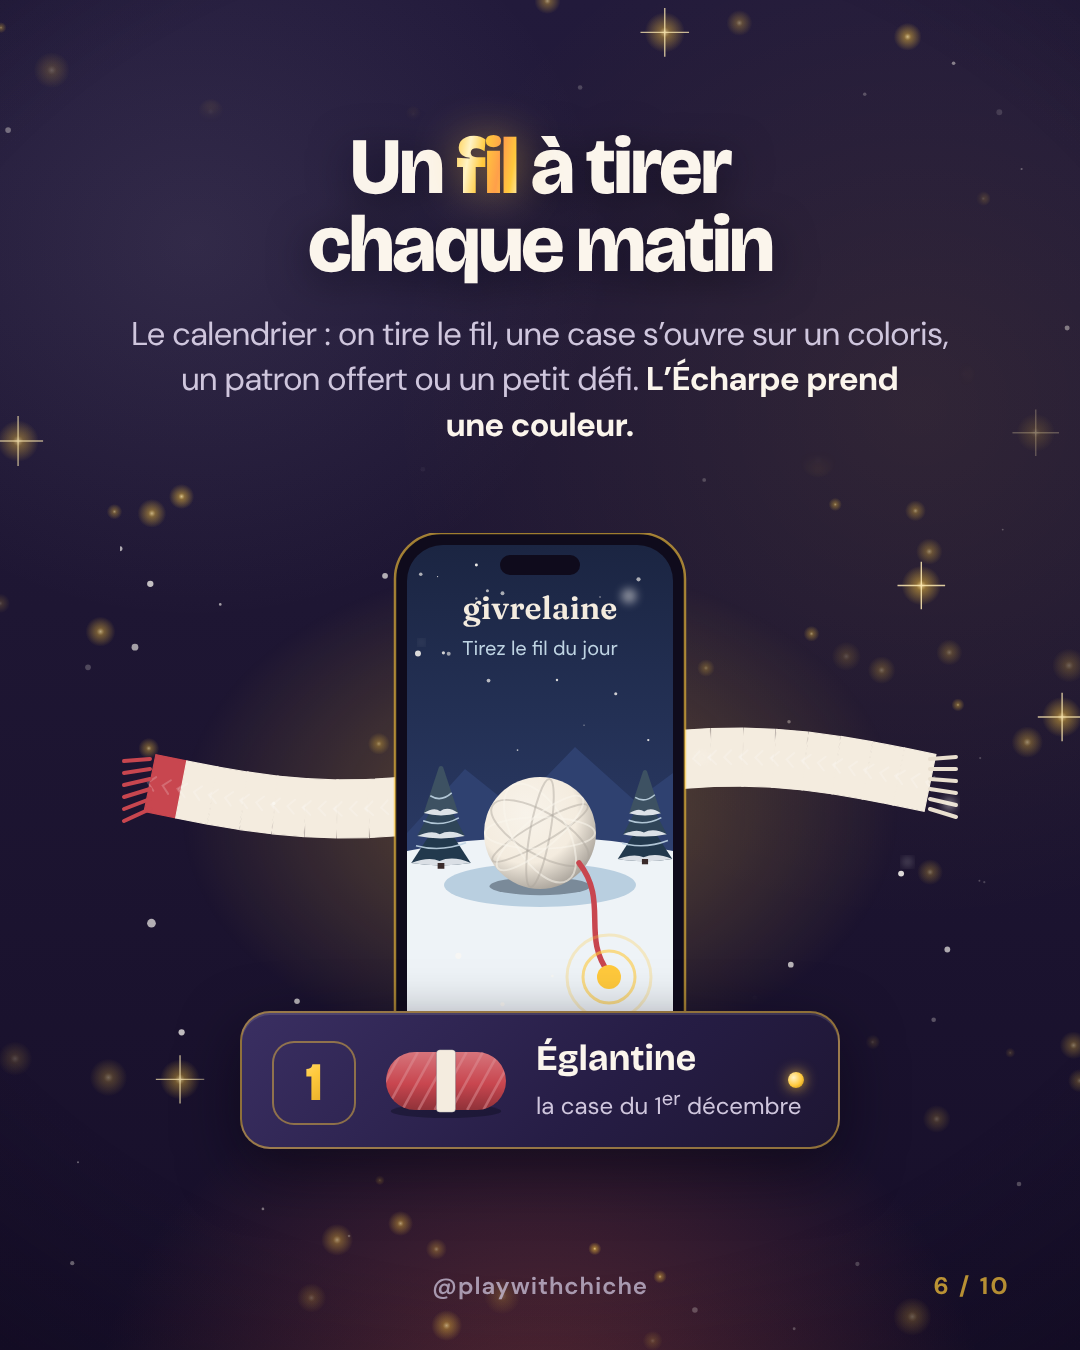 Un fil à tirer
chaque matin
Le calendrier : on tire le fil, une case s’ouvre sur un coloris,
un patron offert ou un petit défi. L’Écharpe prend
une couleur.
givrelaine
Tirez le fil du jour
1
Églantine
la case du 1er décembre
@playwithchiche
6 / 10